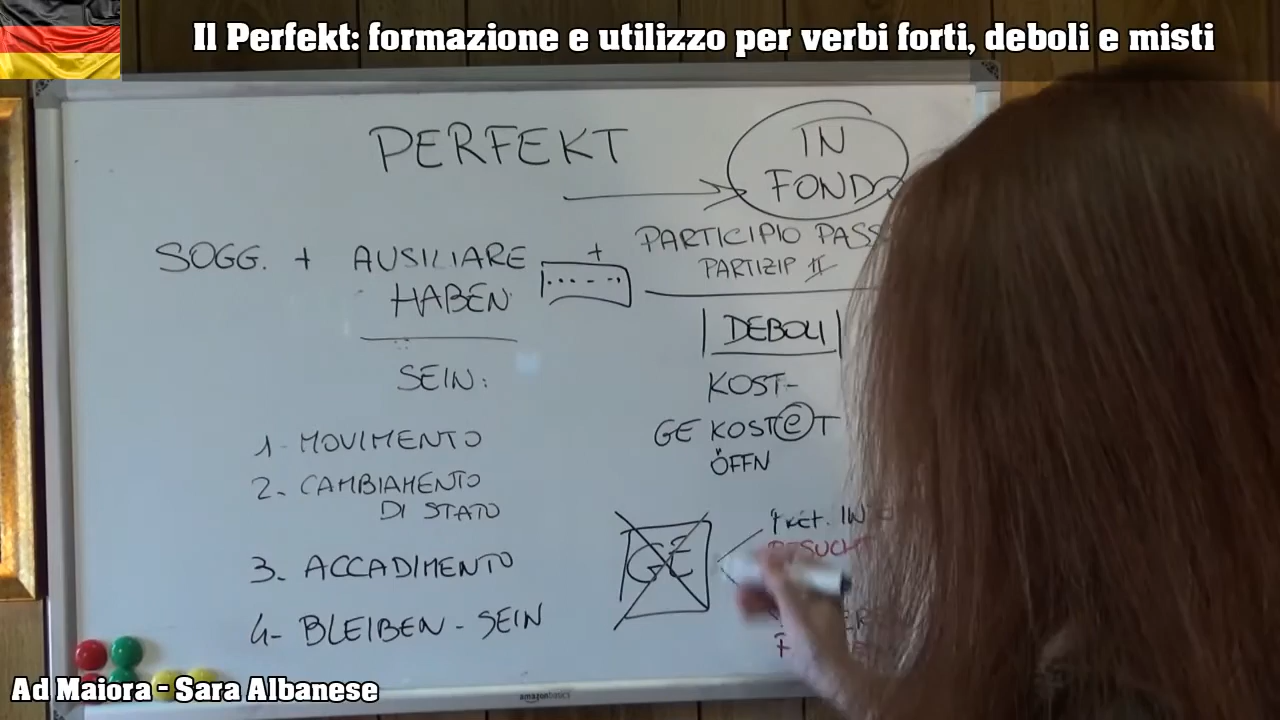 Il Perfekt: formazione e utilizzo per verbi forti, deboli e misti
PERFEKT
IN
FONDO
SOGG. + AUSILIARE + PARTICIPIO PASS
HABEN
PARTIZIP II
DEBOLI
SEIN:
KOST-
GE KOSTET
ÖFFN
1- MOVIMENTO
2- CAMBIAMENTO
DI STATO
3- ACCADIMENTO
4- BLEIBEN - SEIN
GE
BESUCHT
Ad Maiora - Sara Albanese
amazonbasics